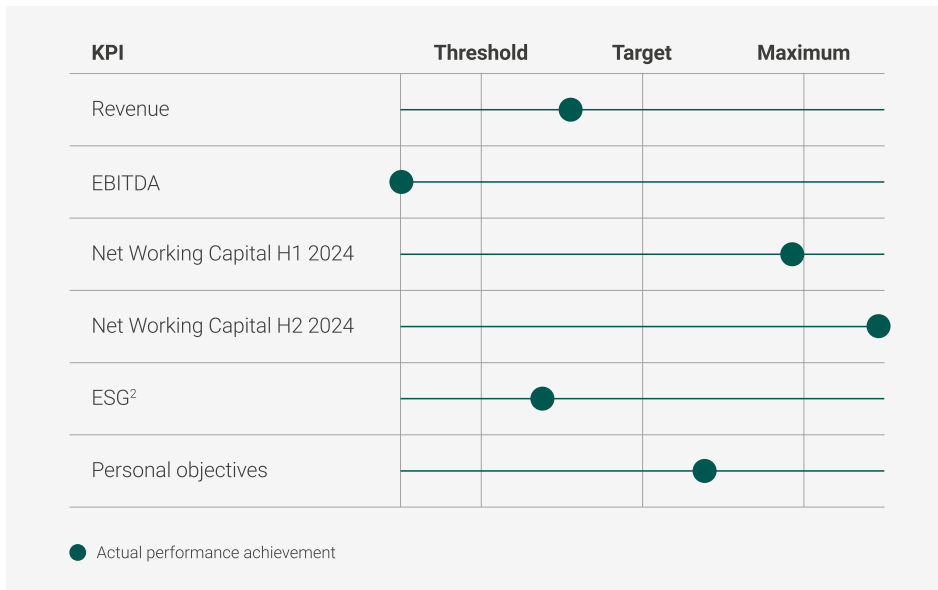 KPI Threshold Target Maximum
Revenue
EBITDA
Net Working Capital H1 2024
Net Working Capital H2 2024
ESG²
Personal objectives
Actual performance achievement